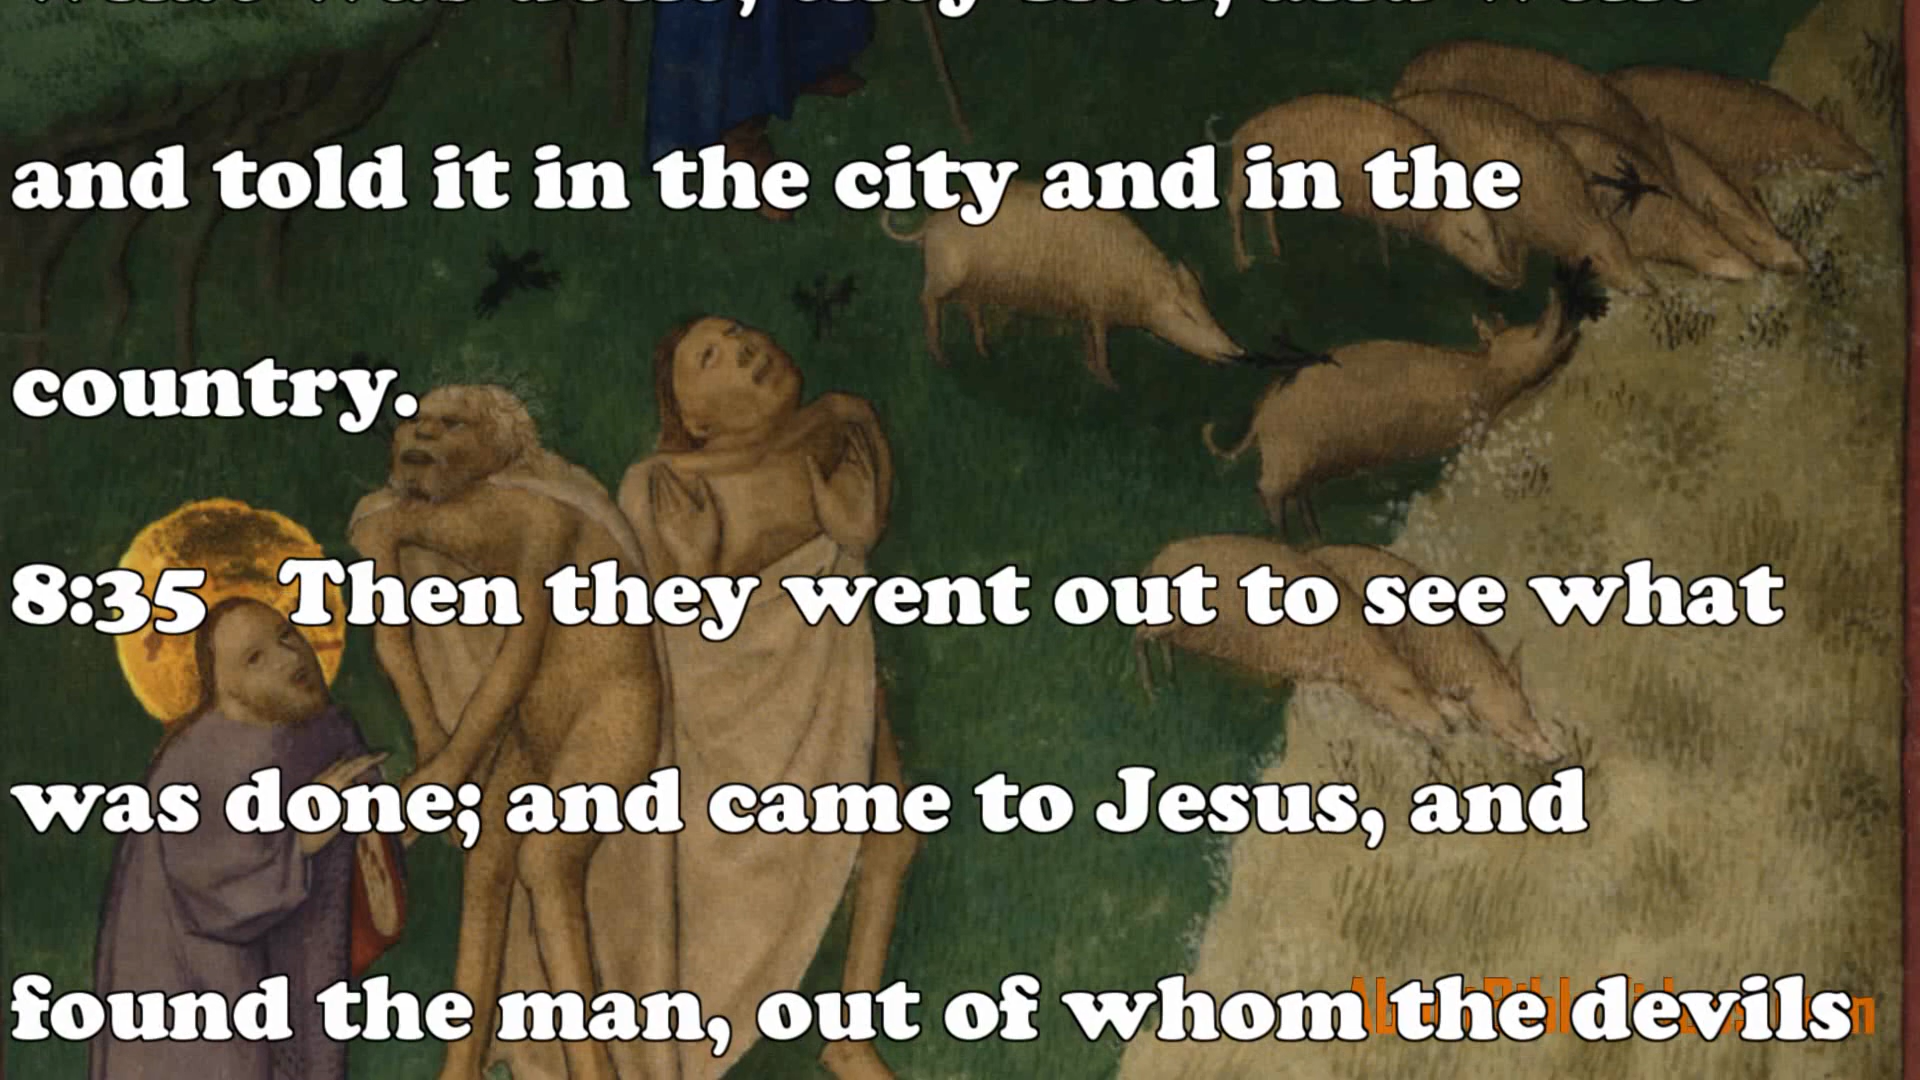 and told it in the city and in the
country.
8:35 Then they went out to see what
was done; and came to Jesus, and
found the man, out of whom the devils